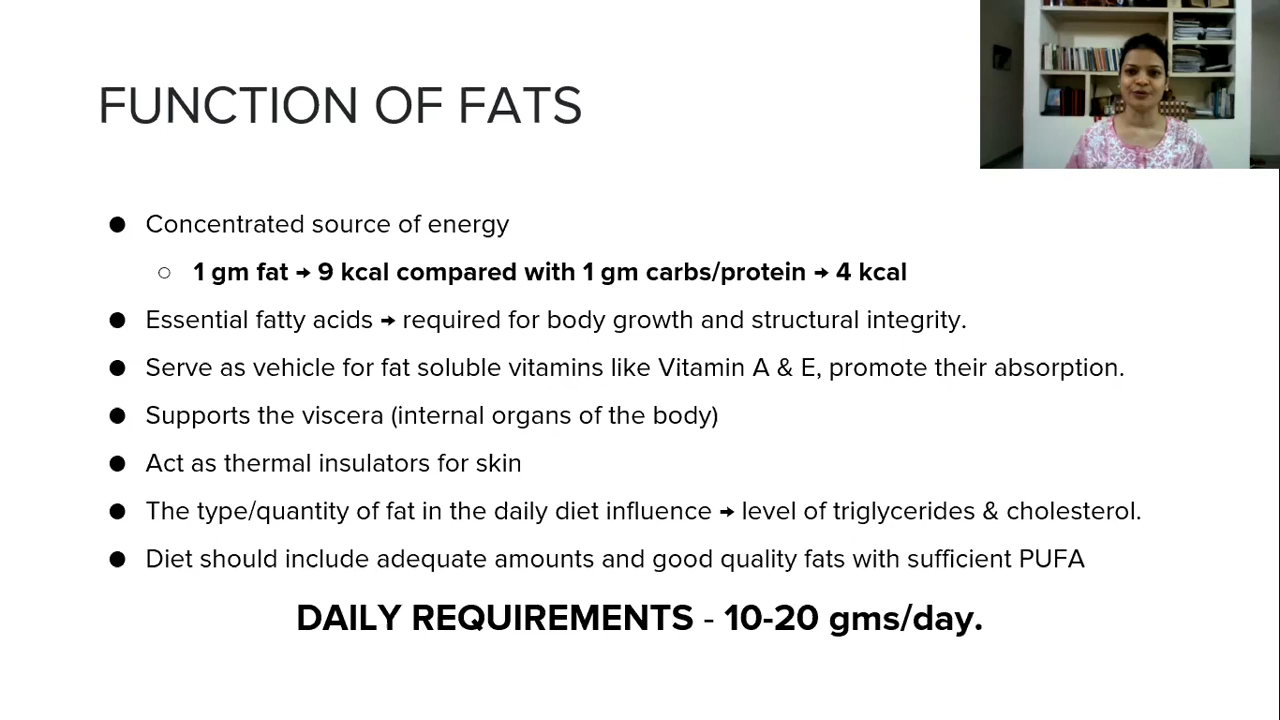 FUNCTION OF FATS
● Concentrated source of energy
○ 1 gm fat → 9 kcal compared with 1 gm carbs/protein → 4 kcal
● Essential fatty acids → required for body growth and structural integrity.
● Serve as vehicle for fat soluble vitamins like Vitamin A & E, promote their absorption.
● Supports the viscera (internal organs of the body)
● Act as thermal insulators for skin
● The type/quantity of fat in the daily diet influence → level of triglycerides & cholesterol.
● Diet should include adequate amounts and good quality fats with sufficient PUFA
DAILY REQUIREMENTS - 10-20 gms/day.